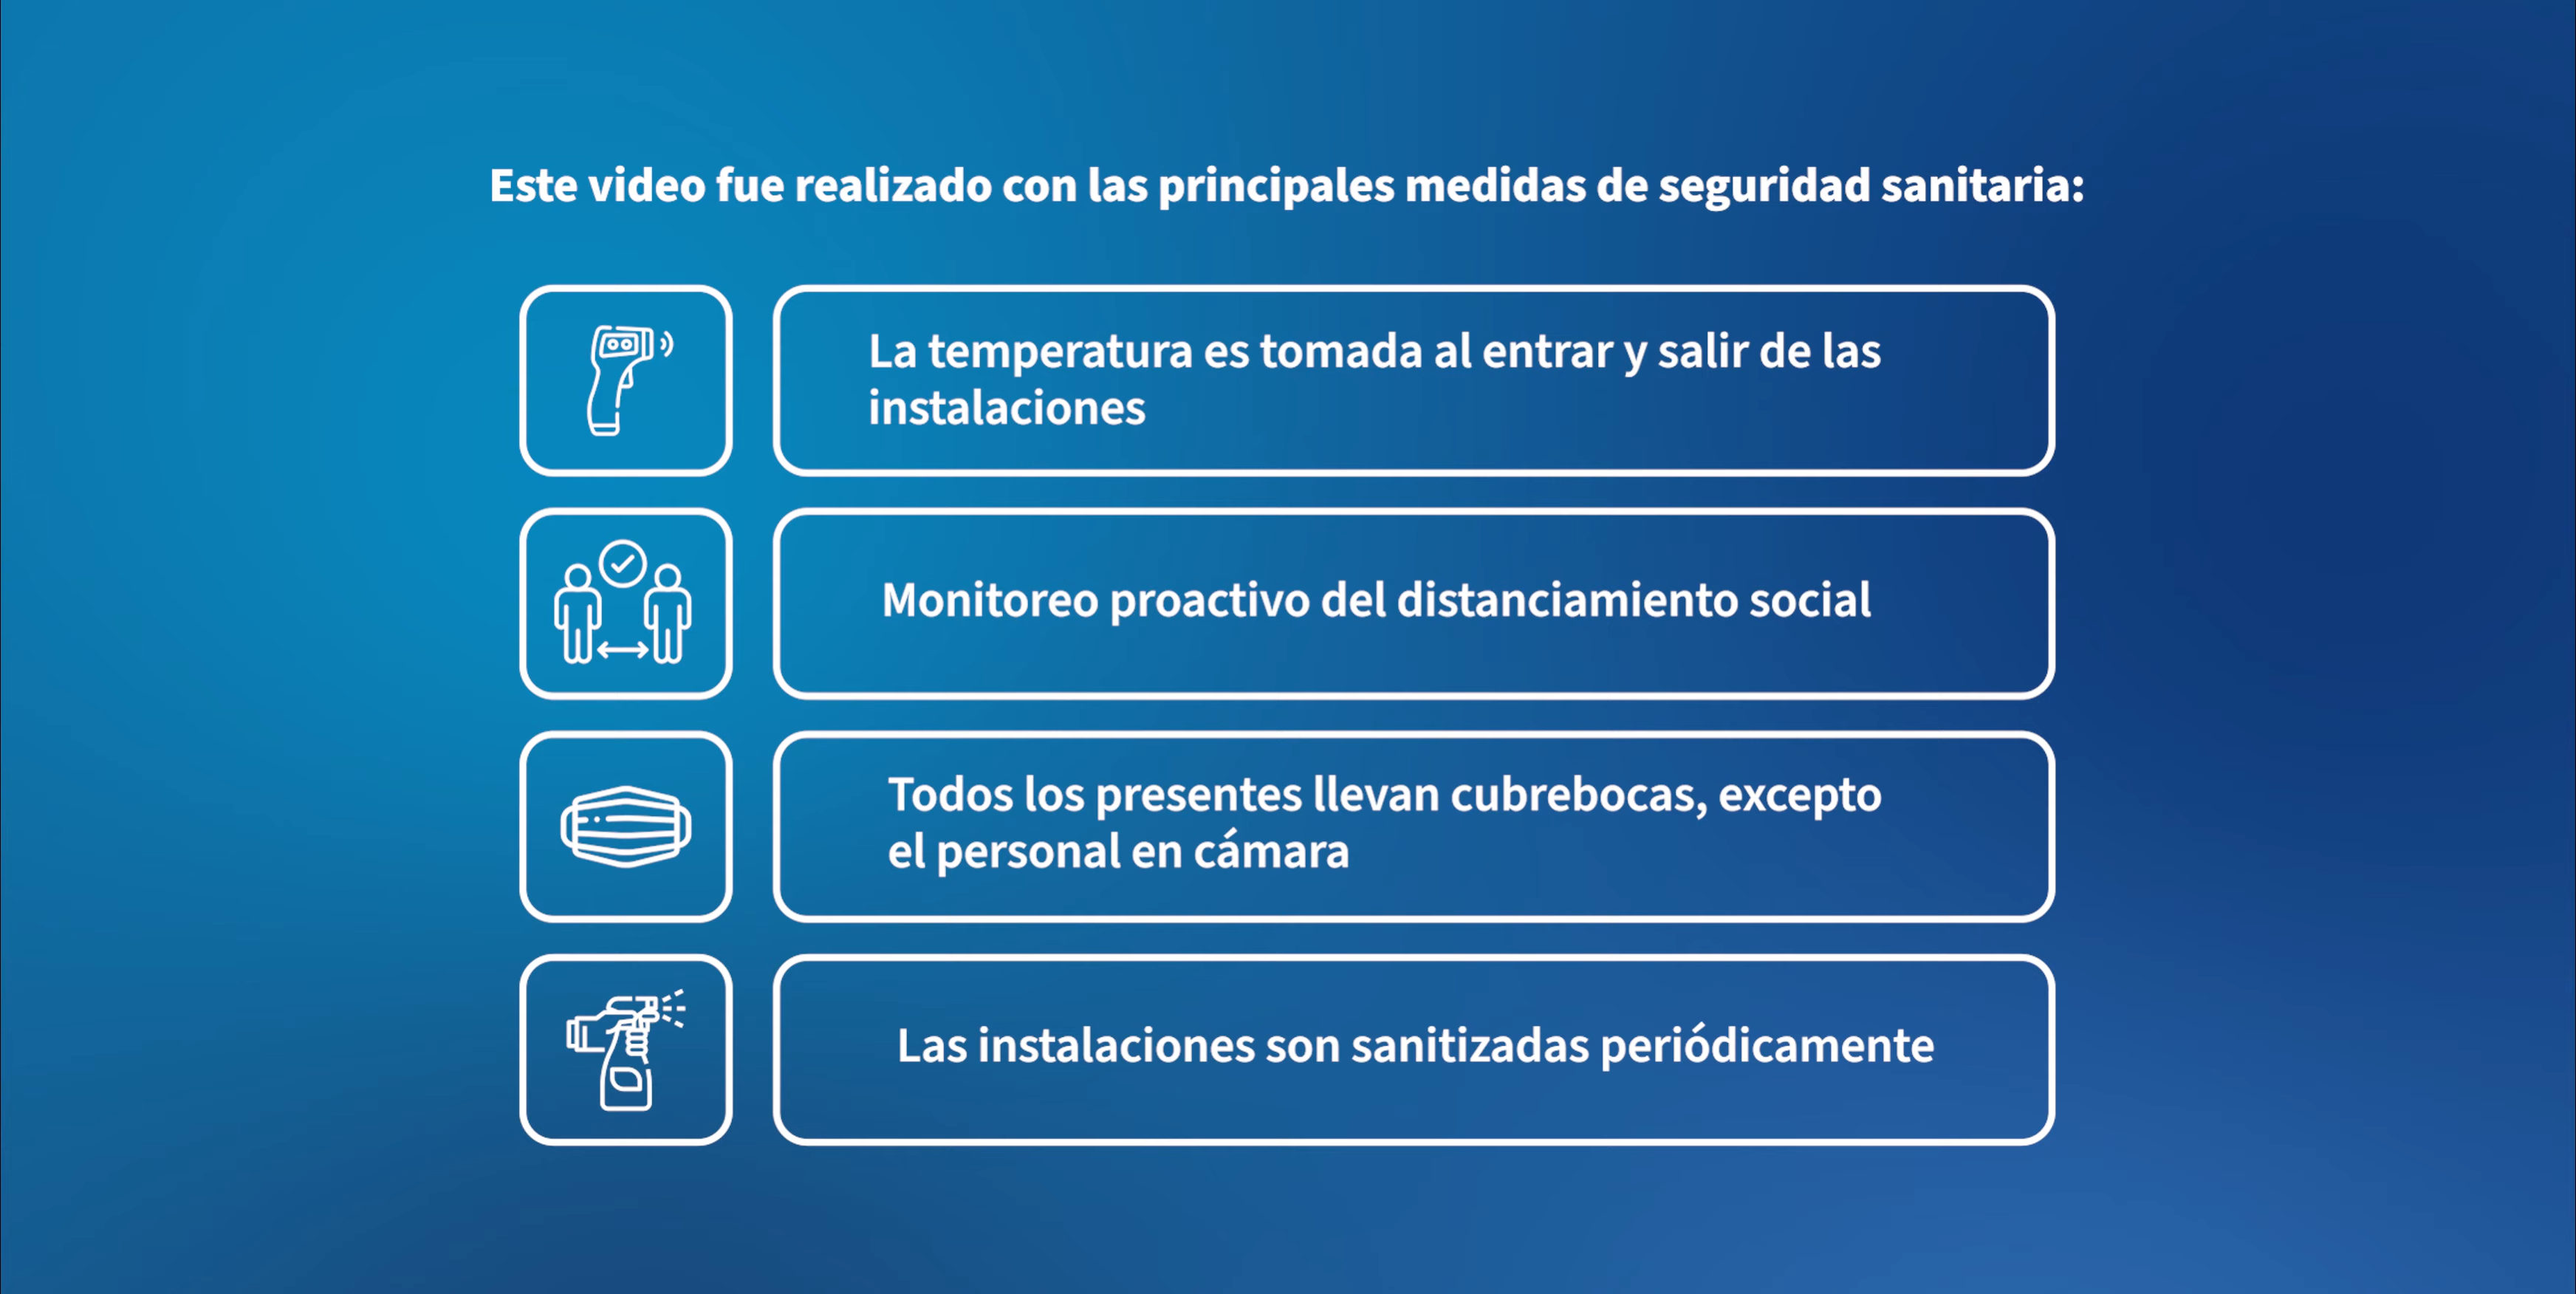 Este video fue realizado con las principales medidas de seguridad sanitaria:
La temperatura es tomada al entrar y salir de las
instalaciones
Monitoreo proactivo del distanciamiento social
Todos los presentes llevan cubrebocas, excepto
el personal en cámara
Las instalaciones son sanitizadas periódicamente